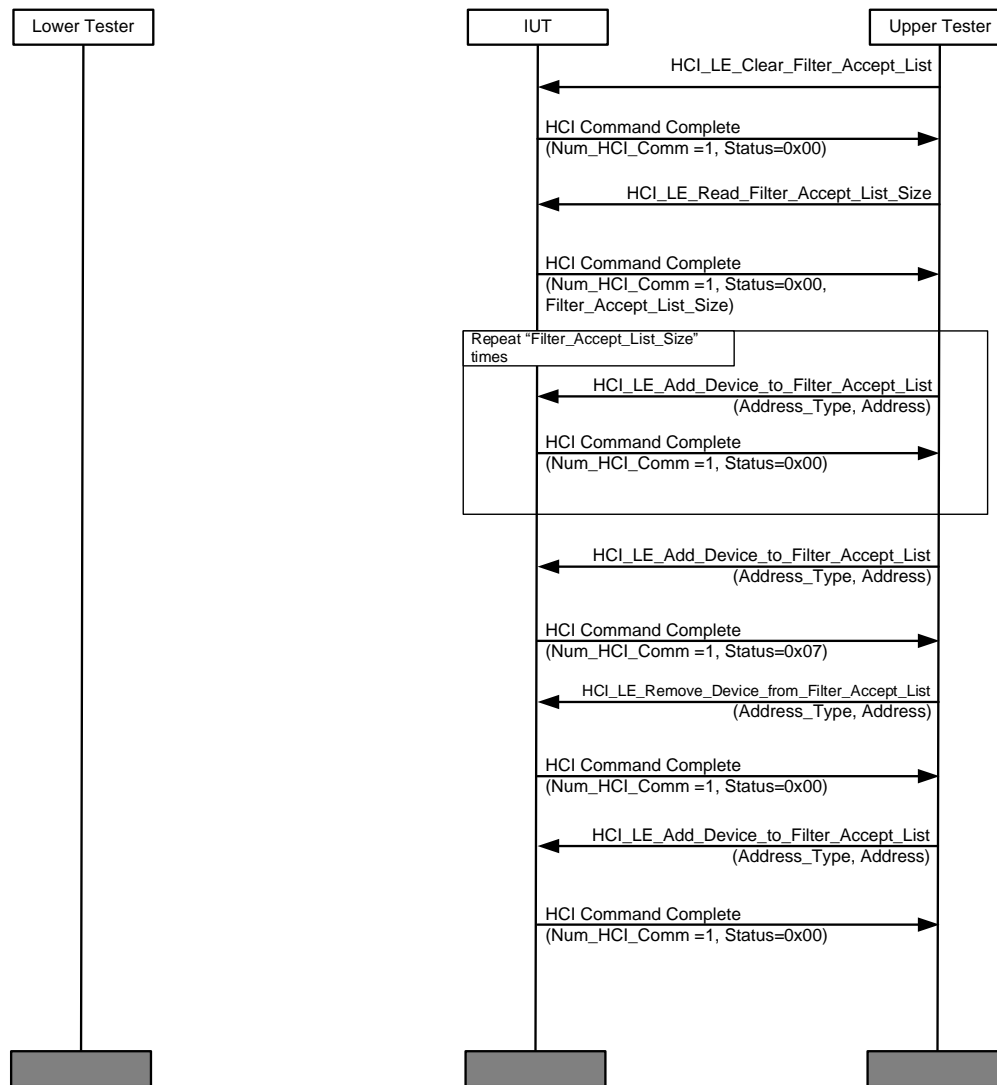 Lower Tester
IUT
Upper Tester
HCI_LE_Clear_Filter_Accept_List
HCI Command Complete
(Num_HCI_Comm =1, Status=0x00)
HCI_LE_Read_Filter_Accept_List_Size
HCI Command Complete
(Num_HCI_Comm =1, Status=0x00,
Filter_Accept_List_Size)
Repeat “Filter_Accept_List_Size”
times
HCI_LE_Add_Device_to_Filter_Accept_List
(Address_Type, Address)
HCI Command Complete
(Num_HCI_Comm =1, Status=0x00)
HCI_LE_Add_Device_to_Filter_Accept_List
(Address_Type, Address)
HCI Command Complete
(Num_HCI_Comm =1, Status=0x07)
HCI_LE_Remove_Device_from_Filter_Accept_List
(Address_Type, Address)
HCI Command Complete
(Num_HCI_Comm =1, Status=0x00)
HCI_LE_Add_Device_to_Filter_Accept_List
(Address_Type, Address)
HCI Command Complete
(Num_HCI_Comm =1, Status=0x00)